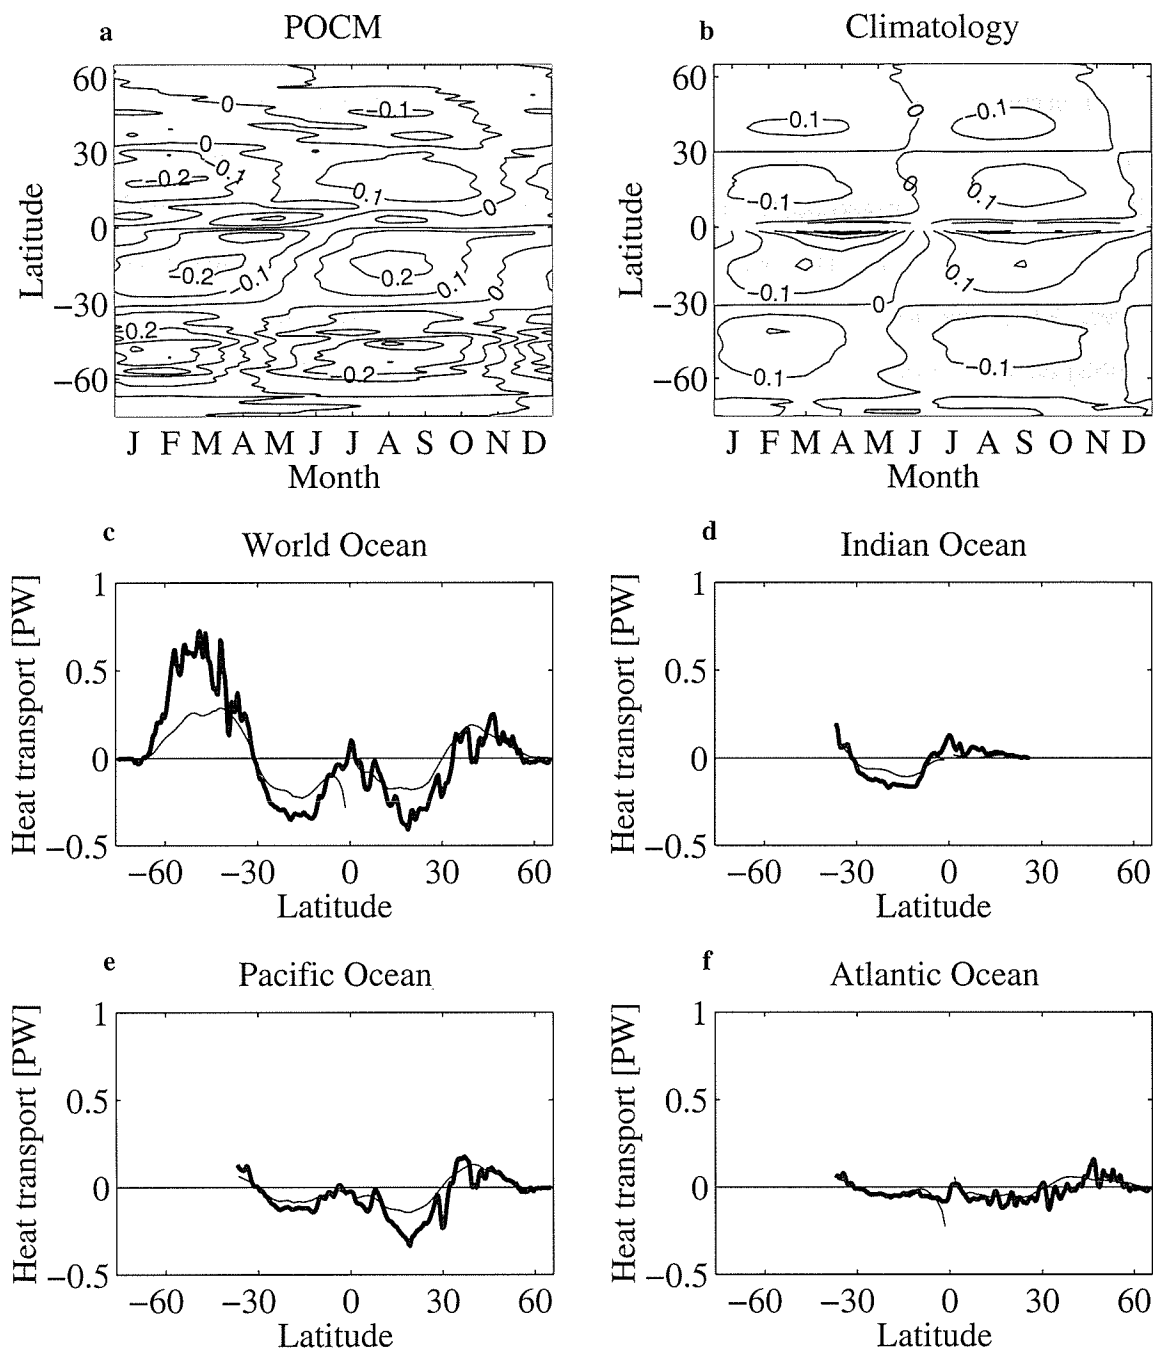 a POCM
60
30
0
−30
−60
Latitude
0
−0.1
0
−0.2
0.1
0.1
0
−0.2
−0.1
−0.2
0.1
0
0.2
−0.2
J F M A M J J A S O N D
Month
b Climatology
60
30
0
−30
−60
Latitude
0.1
0
−0.1
−0.1
0
0.1
−0.1
0
0.1
0.1
−0.1
J F M A M J J A S O N D
Month
c World Ocean
1
0.5
0
−0.5
Heat transport [PW]
−60 −30 0 30 60
Latitude
d Indian Ocean
1
0.5
0
−0.5
Heat transport [PW]
−60 −30 0 30 60
Latitude
e Pacific Ocean
1
0.5
0
−0.5
Heat transport [PW]
−60 −30 0 30 60
Latitude
f Atlantic Ocean
1
0.5
0
−0.5
Heat transport [PW]
−60 −30 0 30 60
Latitude